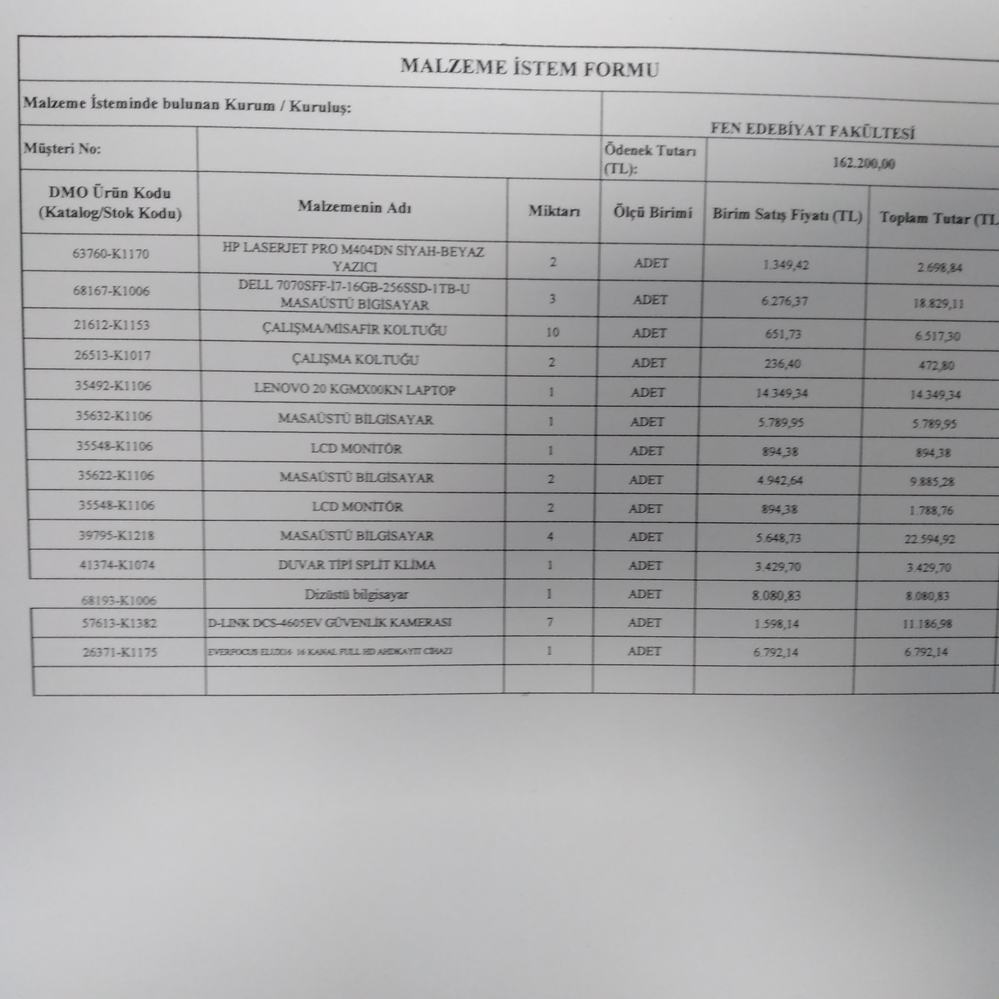 MALZEME İSTEM FORMU
Malzeme İsteminde bulunan Kurum / Kuruluş:
FEN EDEBİYAT FAKÜLTESİ
Müşteri No:
Ödenek Tutarı
(TL):
162.200,00
DMO Ürün Kodu
(Katalog/Stok Kodu)
Malzemenin Adı
Miktarı
Ölçü Birimi
Birim Satış Fiyatı (TL)
Toplam Tutar (TL
63760-K1170
HP LASERJET PRO M404DN SİYAH-BEYAZ
YAZICI
2
ADET
1.349,42
2.698,84
68167-K1006
DELL 7070SFF-İ7-16GB-256SSD-1TB-U
MASAÜSTÜ BİGİSAYAR
3
ADET
6.276,37
18.829,11
21612-K1153
ÇALIŞMA/MİSAFİR KOLTUĞU
10
ADET
651,73
6.517,30
26513-K1017
ÇALIŞMA KOLTUĞU
2
ADET
236,40
472,80
35492-K1106
LENOVO 20 KGMX00KN LAPTOP
1
ADET
14.349,34
14.349,34
35632-K1106
MASAÜSTÜ BİLGİSAYAR
1
ADET
5.789,95
5.789,95
35548-K1106
LCD MONİTÖR
1
ADET
894,38
894,38
35622-K1106
MASAÜSTÜ BİLGİSAYAR
2
ADET
4.942,64
9.885,28
35548-K1106
LCD MONİTÖR
2
ADET
894,38
1.788,76
39795-K1218
MASAÜSTÜ BİLGİSAYAR
4
ADET
5.648,73
22.594,92
41374-K1074
DUVAR TİPİ SPLİT KLİMA
1
ADET
3.429,70
3.429,70
68193-K1006
Dizüstü bilgisayar
1
ADET
8.080,83
8.080,83
57613-K1382
D-LINK DCS-4605EV GÜVENLİK KAMERASI
7
ADET
1.598,14
11.186,98
26371-K1175
EVERFOCUS 16 KANAL FULL HD AHDKAYIT CİHAZI
1
ADET
6.792,14
6.792,14